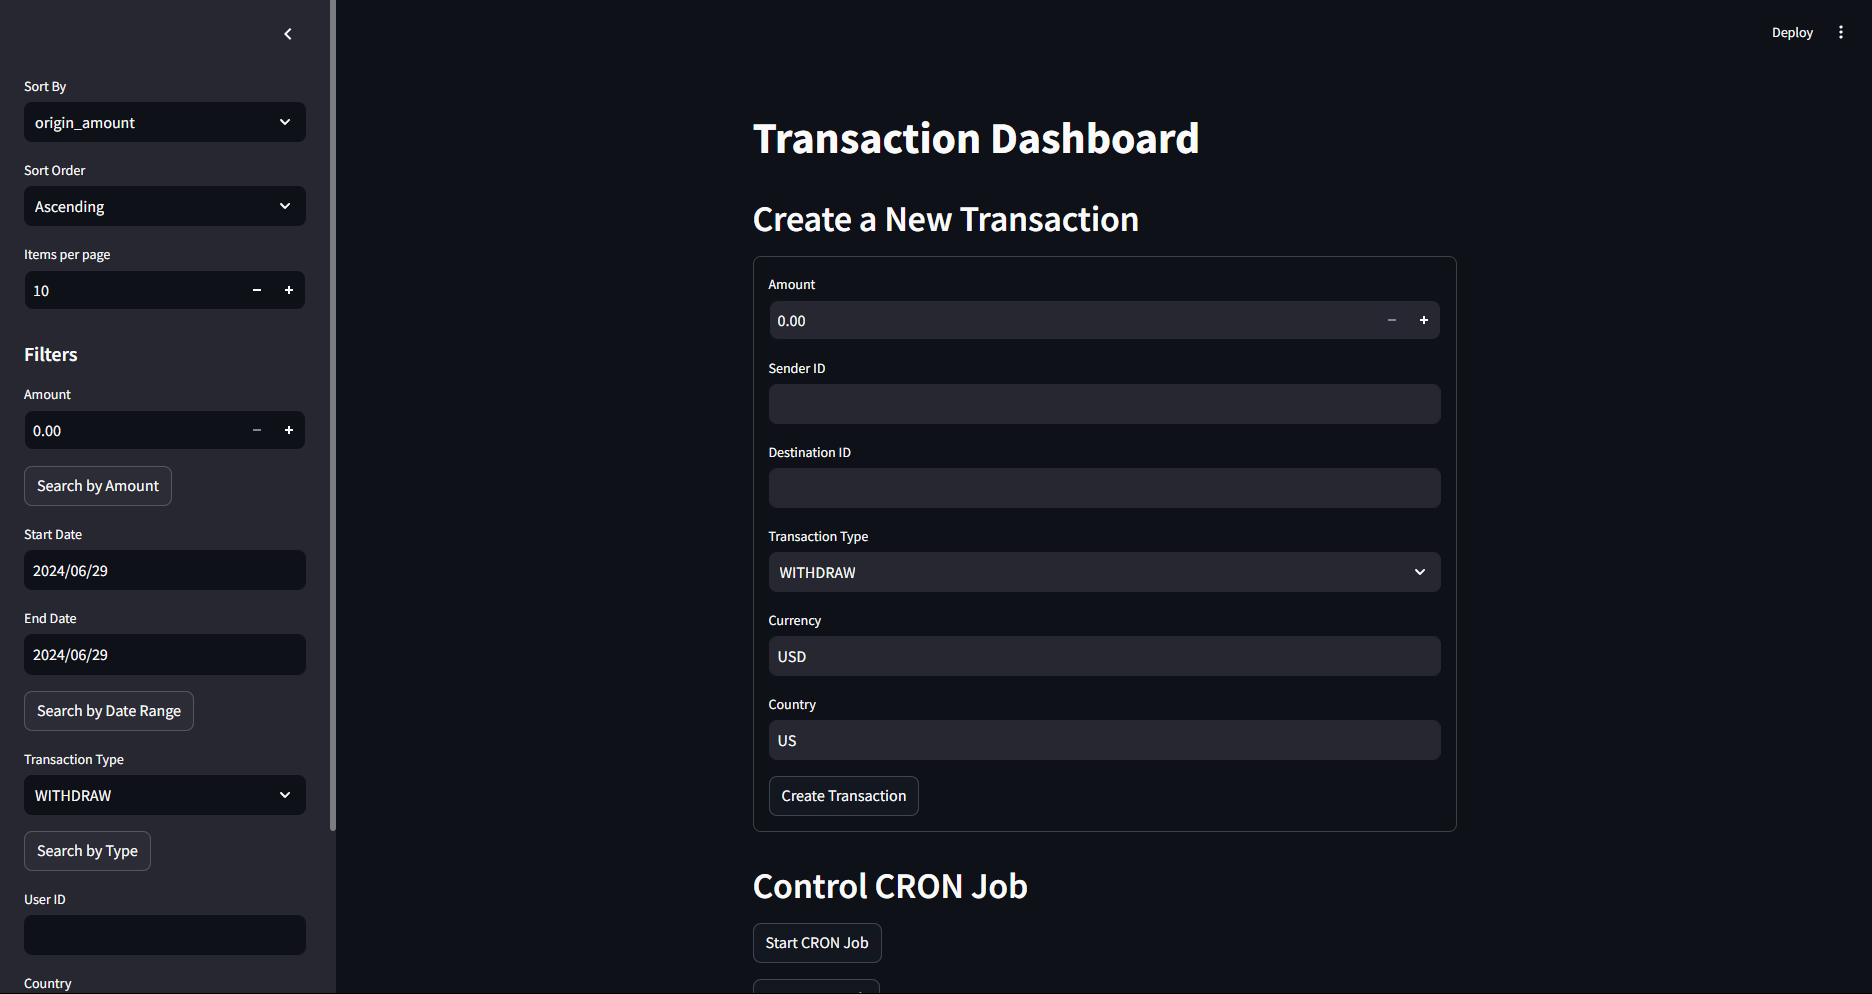 Sort By
origin_amount
Sort Order
Ascending
Items per page
10
Filters
Amount
0.00
Search by Amount
Start Date
2024/06/29
End Date
2024/06/29
Search by Date Range
Transaction Type
WITHDRAW
Search by Type
User ID
Country
Deploy
Transaction Dashboard
Create a New Transaction
Amount
0.00
Sender ID
Destination ID
Transaction Type
WITHDRAW
Currency
USD
Country
US
Create Transaction
Control CRON Job
Start CRON Job